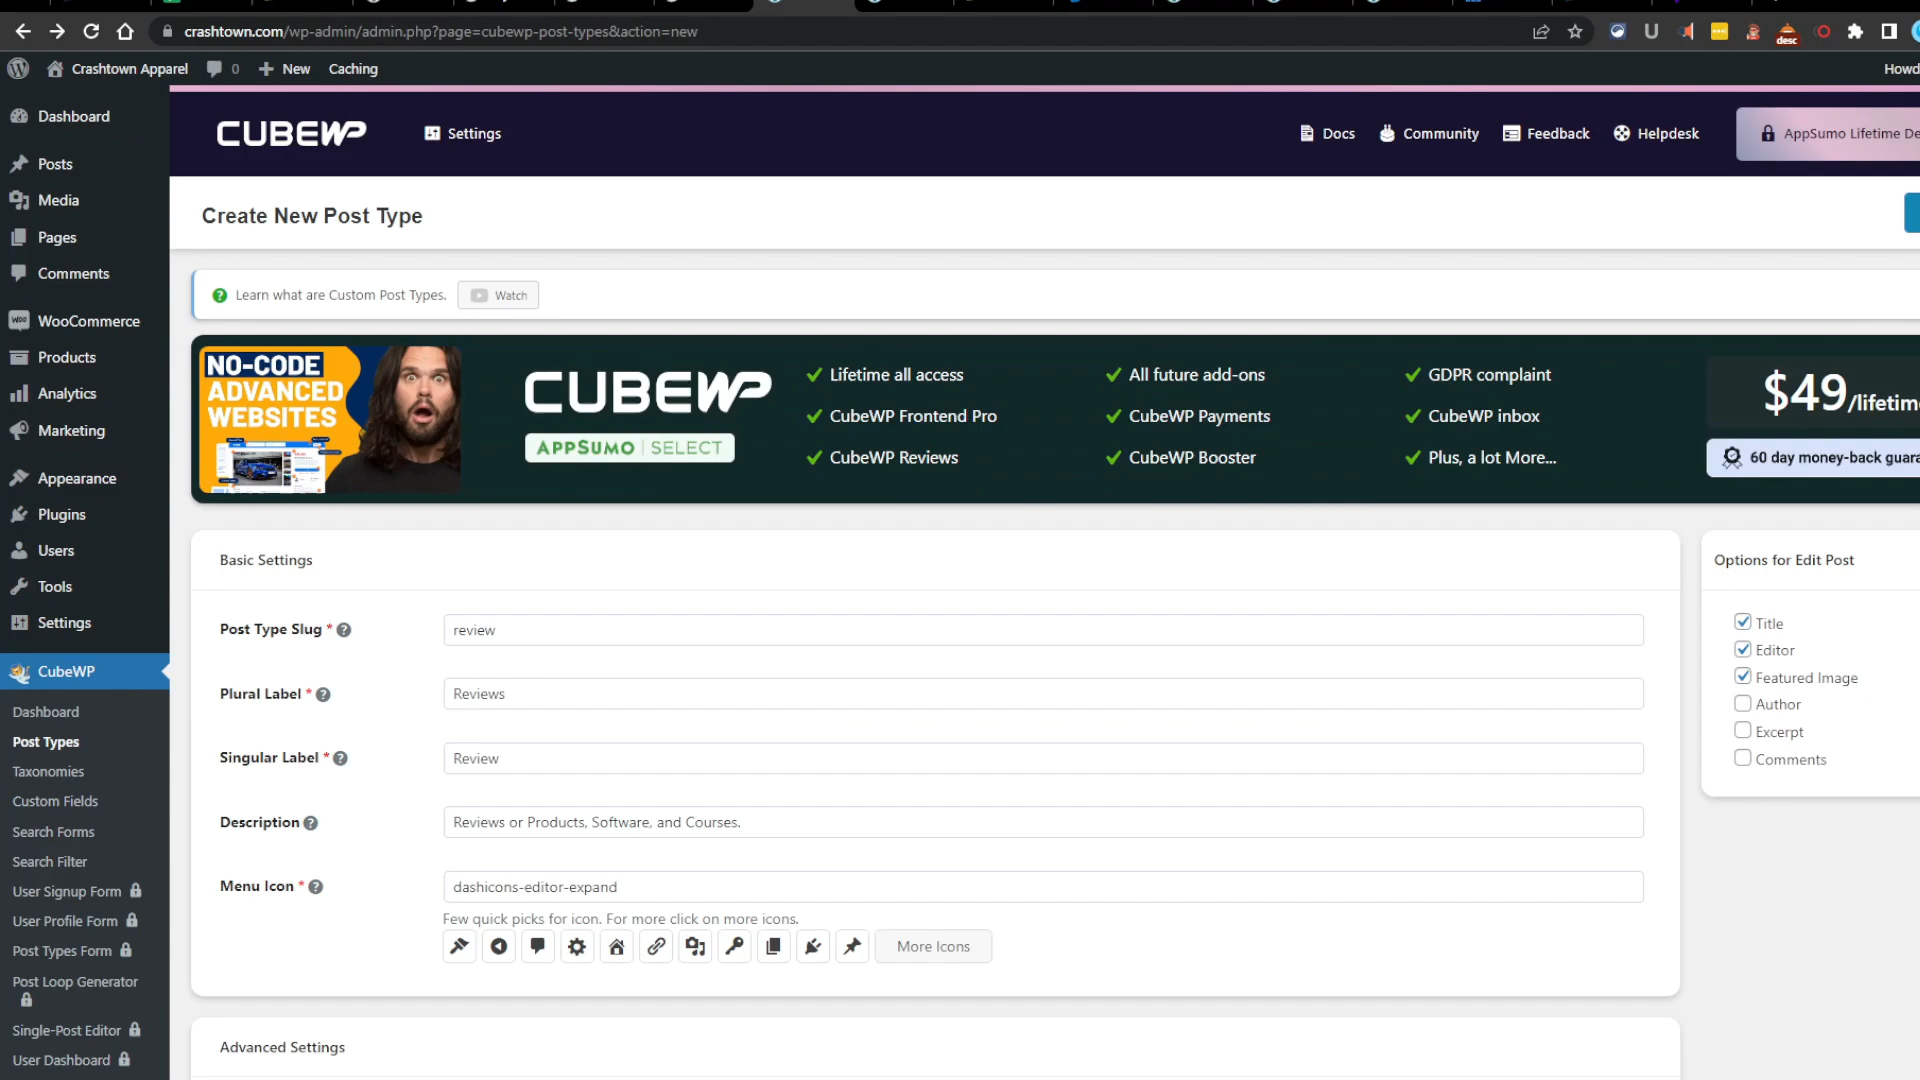 crashtown.com/wp-admin/admin.php?page=cubewp-post-types&action=new
desc
Crashtown Apparel
0
New
Caching
Howd
Dashboard
Posts
Media
Pages
Comments
WooCommerce
Products
Analytics
Marketing
Appearance
Plugins
Users
Tools
Settings
CubeWP
Dashboard
Post Types
Taxonomies
Custom Fields
Search Forms
Search Filter
User Signup Form
User Profile Form
Post Types Form
Post Loop Generator
Single-Post Editor
User Dashboard
CUBEWP
Settings
Docs
Community
Feedback
Helpdesk
AppSumo Lifetime De
Create New Post Type
Learn what are Custom Post Types.
Watch
NO-CODE
ADVANCED
WEBSITES
CUBEWP
APPSUMO | SELECT
Lifetime all access
CubeWP Frontend Pro
CubeWP Reviews
All future add-ons
CubeWP Payments
CubeWP Booster
GDPR complaint
CubeWP inbox
Plus, a lot More...
$49/lifetim
60 day money-back guara
Basic Settings
Post Type Slug *
review
Plural Label *
Reviews
Singular Label *
Review
Description
Reviews or Products, Software, and Courses.
Menu Icon *
dashicons-editor-expand
Few quick picks for icon. For more click on more icons.
More Icons
Advanced Settings
Options for Edit Post
Title
Editor
Featured Image
Author
Excerpt
Comments